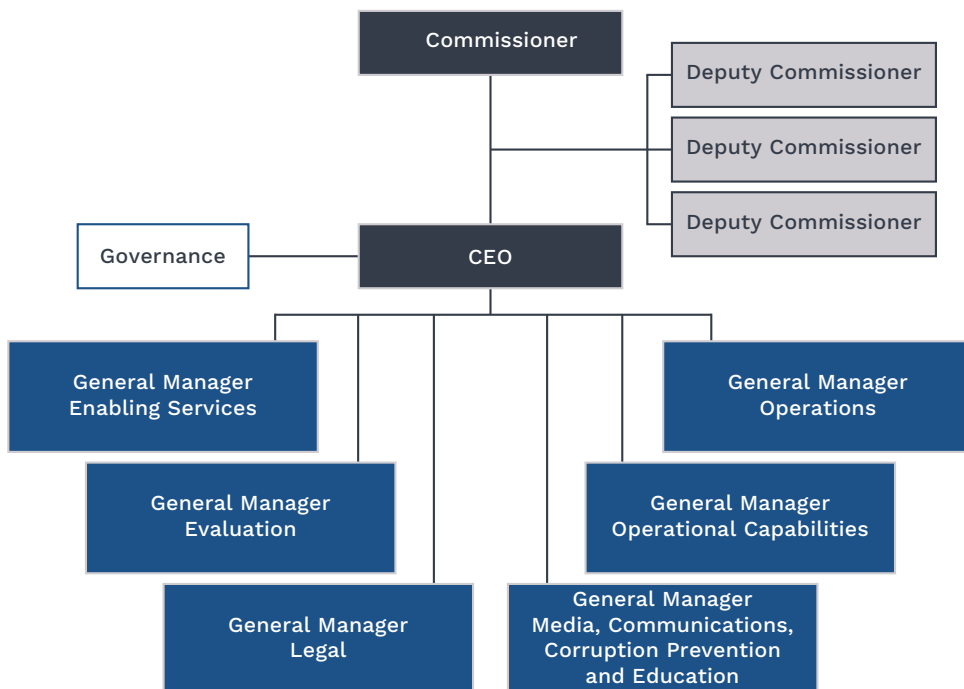 Commissioner
Deputy Commissioner
Deputy Commissioner
Deputy Commissioner
Governance
CEO
General Manager
Enabling Services
General Manager
Operations
General Manager
Evaluation
General Manager
Operational Capabilities
General Manager
Legal
General Manager
Media, Communications,
Corruption Prevention
and Education